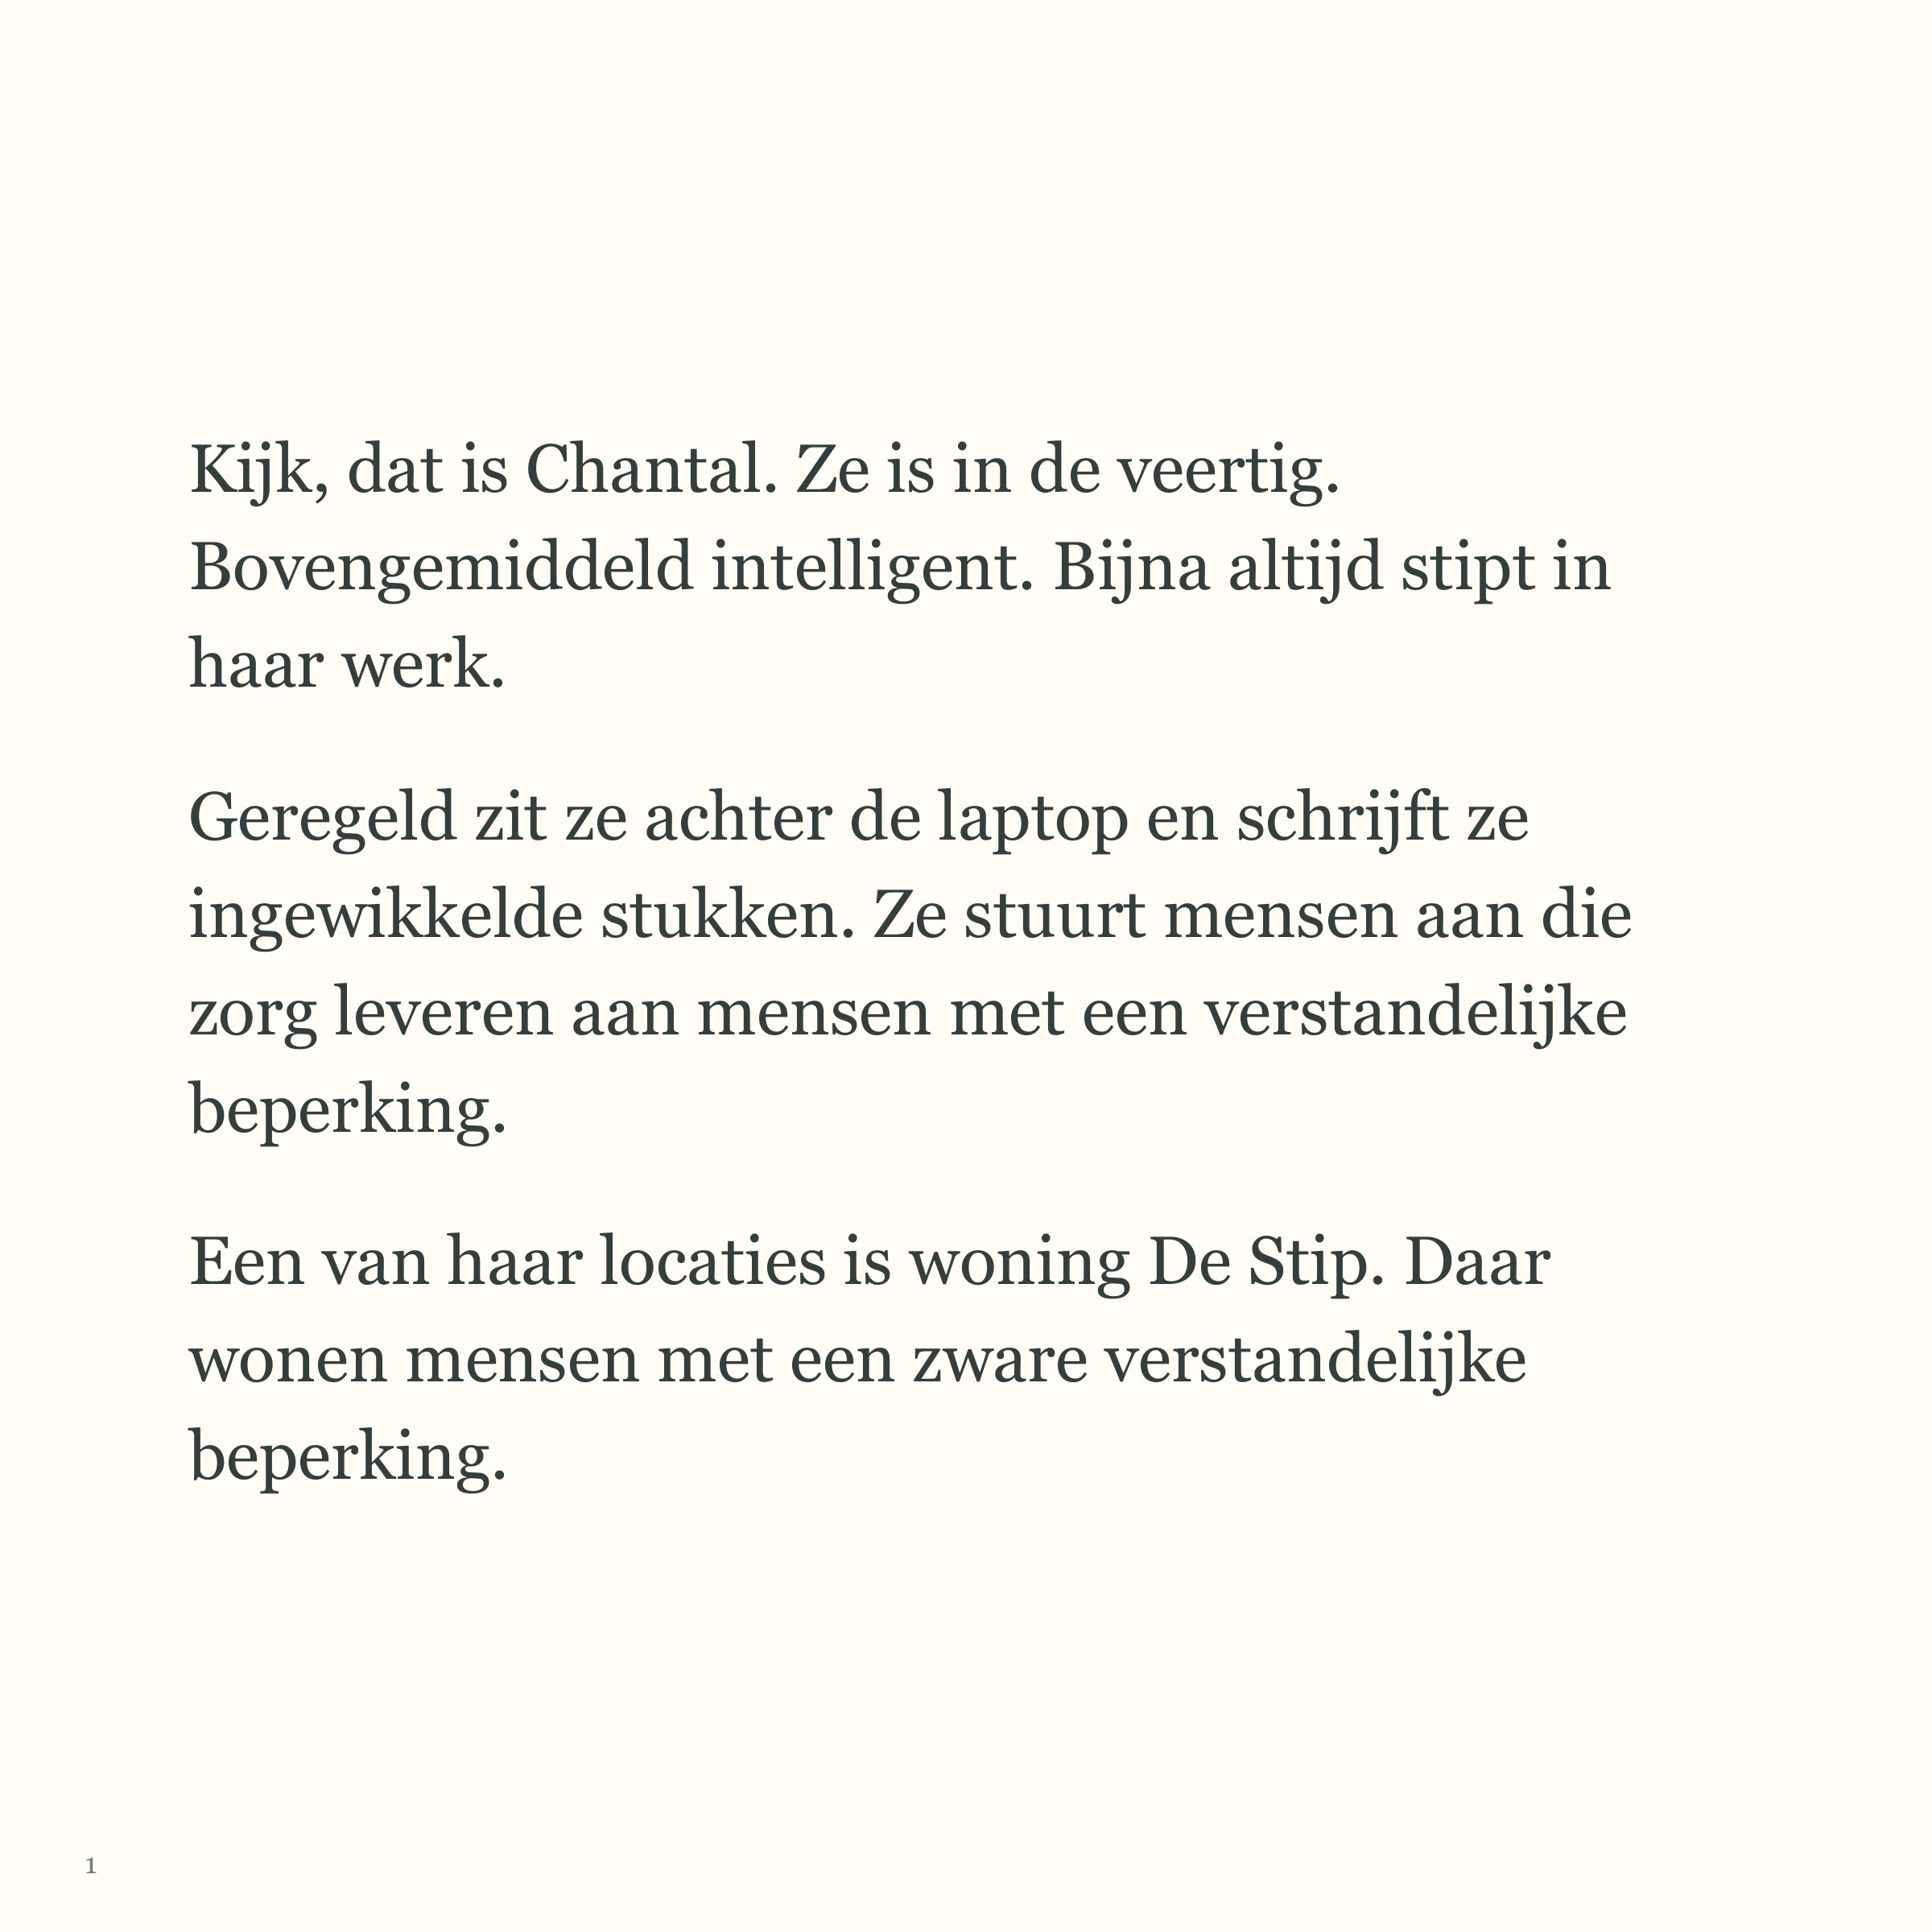 Kijk, dat is Chantal. Ze is in de veertig.
Bovengemiddeld intelligent. Bijna altijd stipt in
haar werk.
Geregeld zit ze achter de laptop en schrijft ze
ingewikkelde stukken. Ze stuurt mensen aan die
zorg leveren aan mensen met een verstandelijke
beperking.
Een van haar locaties is woning De Stip. Daar
wonen mensen met een zware verstandelijke
beperking.
1